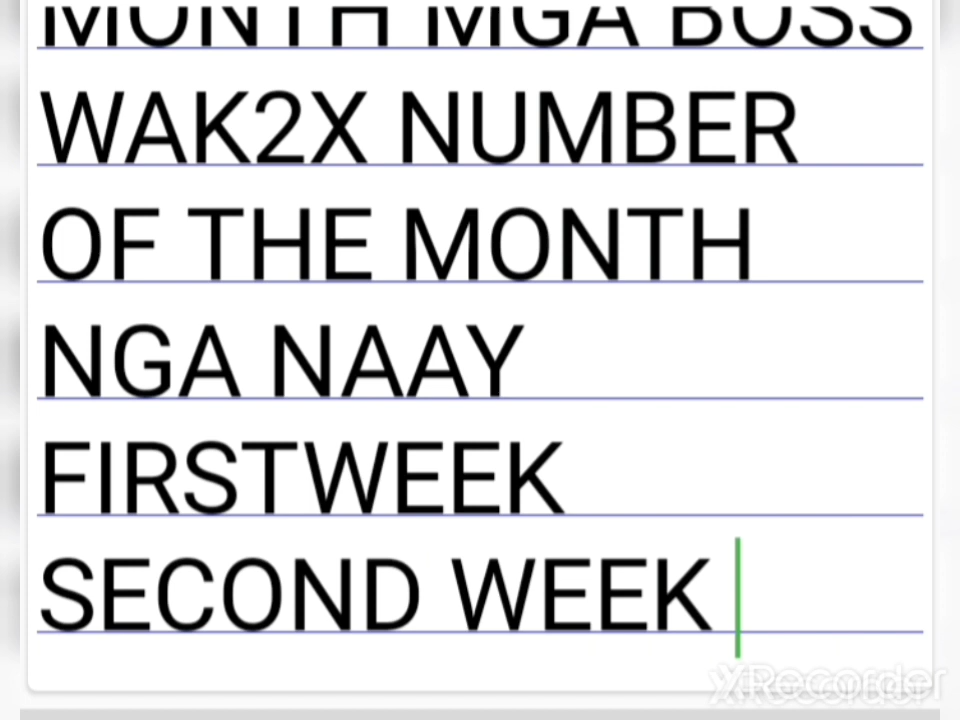 MONTH MGA BOSS
WAK2X NUMBER
OF THE MONTH
NGA NAAY
FIRSTWEEK
SECOND WEEK
XRecorder